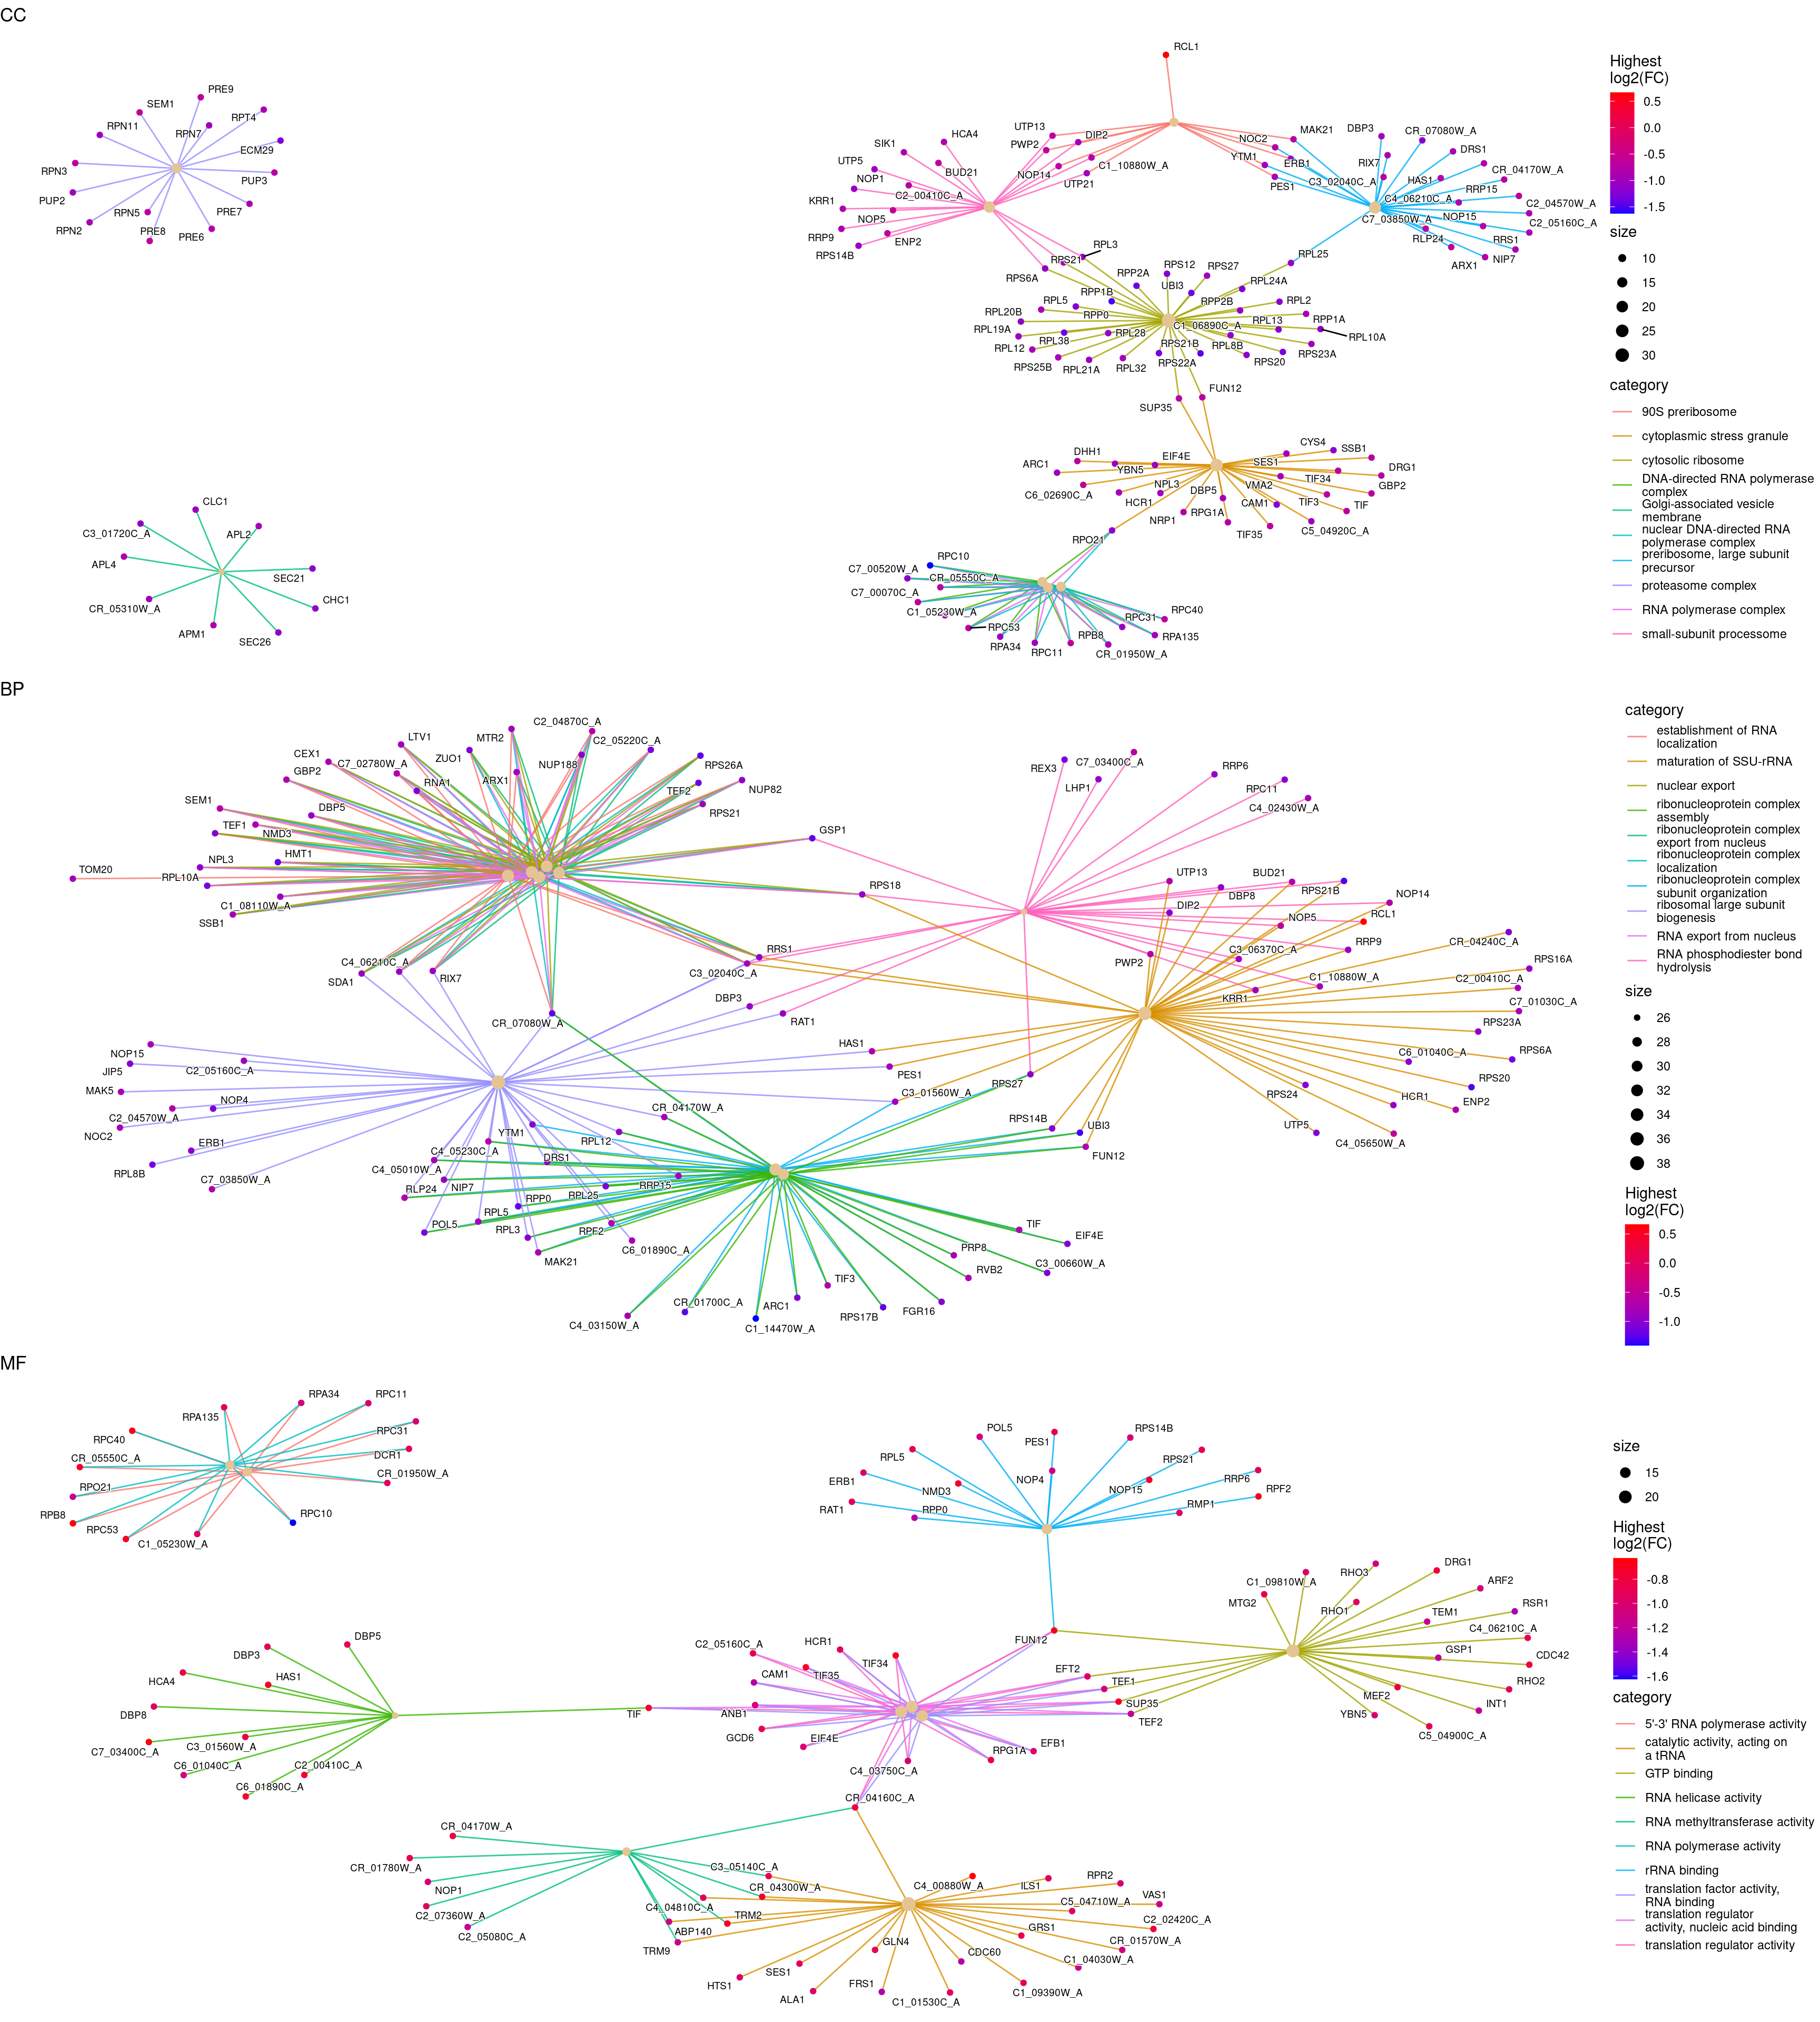 CC
RCL1
PRE9
SEM1
RPT4
RPN11
RPN7
ECM29
RPN3
PUP3
PUP2
RPN5
PRE7
RPN2
PRE8
PRE6
HCA4
UTP13
DIP2
SIK1
PWP2
C1_10880W_A
UTP5
BUD21
NOP14
UTP21
NOP1
C2_00410C_A
KRR1
NOP5
RRP9
ENP2
RPS14B
NOC2
MAK21
DBP3
CR_07080W_A
YTM1
ERB1
RIX7
DRS1
PES1
C3_02040C_A
HAS1
CR_04170W_A
C4_06210C_A
RRP15
C2_04570W_A
C7_03850W_A
NOP15
C2_05160C_A
RLP24
RRS1
ARX1
NIP7
RPL3
RPS21
RPL25
RPS6A
RPP2A
RPS12
RPS27
UBI3
RPL24A
RPP1B
RPL5
RPP2B
RPL2
RPL20B
RPP0
RPP1A
RPL19A
RPL28
C1_06890C_A
RPL13
RPL10A
RPL12
RPL38
RPS21B
RPL8B
RPS23A
RPS25B
RPL21A
RPL32
RPS22A
RPS20
FUN12
SUP35
DHH1
EIF4E
CYS4
SSB1
ARC1
YBN5
SES1
DRG1
C6_02690C_A
NPL3
VMA2
TIF34
GBP2
HCR1
DBP5
CAM1
TIF3
TIF
NRP1
RPG1A
TIF35
C5_04920C_A
RPO21
RPC10
C7_00520W_A
CR_05550C_A
C7_00070C_A
C1_05230W_A
RPC53
RPC31
RPC40
RPA34
RPC11
RPB8
RPA135
CR_01950W_A
CLC1
C3_01720C_A
APL2
APL4
SEC21
CR_05310W_A
CHC1
APM1
SEC26
Highest
log2(FC)
0.5
0.0
-0.5
-1.0
-1.5
size
10
15
20
25
30
category
90S preribosome
cytoplasmic stress granule
cytosolic ribosome
DNA-directed RNA polymerase
complex
Golgi-associated vesicle
membrane
nuclear DNA-directed RNA
polymerase complex
preribosome, large subunit
precursor
proteasome complex
RNA polymerase complex
small-subunit processome
BP
C2_04870C_A
LTV1
MTR2
C2_05220C_A
CEX1
C7_02780W_A
ZUO1
NUP188
RPS26A
GBP2
RNA1
ARX1
TEF2
NUP82
SEM1
DBP5
RPS21
TEF1
NMD3
GSP1
TOM20
NPL3
HMT1
RPL10A
C1_08110W_A
RPS18
SSB1
C4_06210C_A
RRS1
SDA1
RIX7
C3_02040C_A
DBP3
CR_07080W_A
RAT1
REX3
C7_03400C_A
LHP1
RRP6
RPC11
C4_02430W_A
UTP13
BUD21
DBP8
RPS21B
NOP14
DIP2
NOP5
RCL1
PWP2
C3_06370C_A
RRP9
CR_04240C_A
C1_10880W_A
RPS16A
KRR1
C2_00410C_A
C7_01030C_A
RPS23A
C6_01040C_A
RPS6A
RPS20
RPS24
HCR1
ENP2
UTP5
C4_05650W_A
NOP15
C2_05160C_A
JIP5
MAK5
NOP4
C2_04570W_A
NOC2
ERB1
RPL8B
C7_03850W_A
HAS1
PES1
C3_01560W_A
RPS27
CR_04170W_A
RPS14B
UBI3
FUN12
YTM1
RPL12
C4_05230C_A
DRS1
C4_05010W_A
RLP24
NIP7
RPP0
RPL25
RRP15
POL5
RPL5
RPL3
RPF2
C6_01890C_A
MAK21
TIF
EIF4E
PRP8
RVB2
C3_00660W_A
TIF3
ARC1
FGR16
RPS17B
CR_01700C_A
C4_03150W_A
C1_14470W_A
category
establishment of RNA
localization
maturation of SSU-rRNA
nuclear export
ribonucleoprotein complex
assembly
ribonucleoprotein complex
export from nucleus
ribonucleoprotein complex
localization
ribonucleoprotein complex
subunit organization
ribosomal large subunit
biogenesis
RNA export from nucleus
RNA phosphodiester bond
hydrolysis
size
26
28
30
32
34
36
38
Highest
log2(FC)
0.5
0.0
-0.5
-1.0
MF
RPA34
RPC11
RPA135
RPC40
RPC31
CR_05550C_A
DCR1
RPO21
CR_01950W_A
RPB8
RPC53
RPC10
C1_05230W_A
POL5
PES1
RPS14B
RPL5
RPS21
ERB1
NMD3
NOP4
NOP15
RRP6
RAT1
RPP0
RMP1
RPF2
FUN12
RHO3
DRG1
C1_09810W_A
ARF2
MTG2
RHO1
TEM1
RSR1
C4_06210C_A
GSP1
CDC42
MEF2
RHO2
YBN5
INT1
C5_04900C_A
DBP5
DBP3
HCA4
HAS1
DBP8
C7_03400C_A
C3_01560W_A
C6_01040C_A
C2_00410C_A
C6_01890C_A
TIF
C2_05160C_A
HCR1
TIF34
CAM1
TIF35
EFT2
TEF1
ANB1
SUP35
TEF2
GCD6
EIF4E
RPG1A
EFB1
C4_03750C_A
CR_04160C_A
CR_04170W_A
CR_01780W_A
NOP1
C2_07360W_A
C2_05080C_A
C3_05140C_A
CR_04300W_A
C4_04810C_A
TRM2
ABP140
TRM9
C4_00880W_A
ILS1
RPR2
C5_04710W_A
VAS1
C2_02420C_A
GRS1
CR_01570W_A
GLN4
CDC60
C1_04030W_A
HTS1
SES1
FRS1
ALA1
C1_01530C_A
C1_09390W_A
size
15
20
Highest
log2(FC)
-0.8
-1.0
-1.2
-1.4
-1.6
category
5'-3' RNA polymerase activity
catalytic activity, acting on
a tRNA
GTP binding
RNA helicase activity
RNA methyltransferase activity
RNA polymerase activity
rRNA binding
translation factor activity,
RNA binding
translation regulator
activity, nucleic acid binding
translation regulator activity